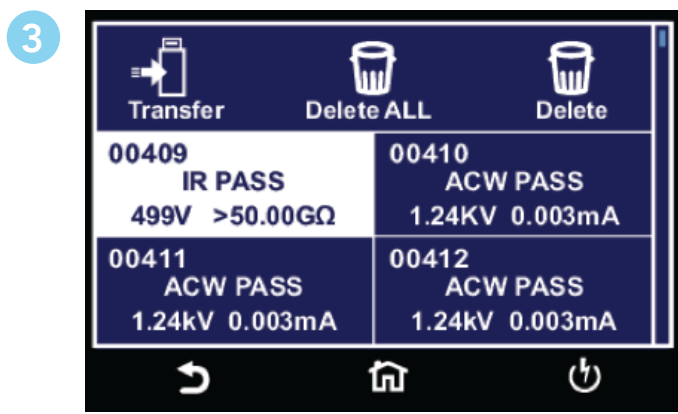 3
Transfer Delete ALL Delete
00409 00410
IR PASS ACW PASS
499V >50.00GΩ 1.24KV 0.003mA
00411 00412
ACW PASS ACW PASS
1.24kV 0.003mA 1.24kV 0.003mA